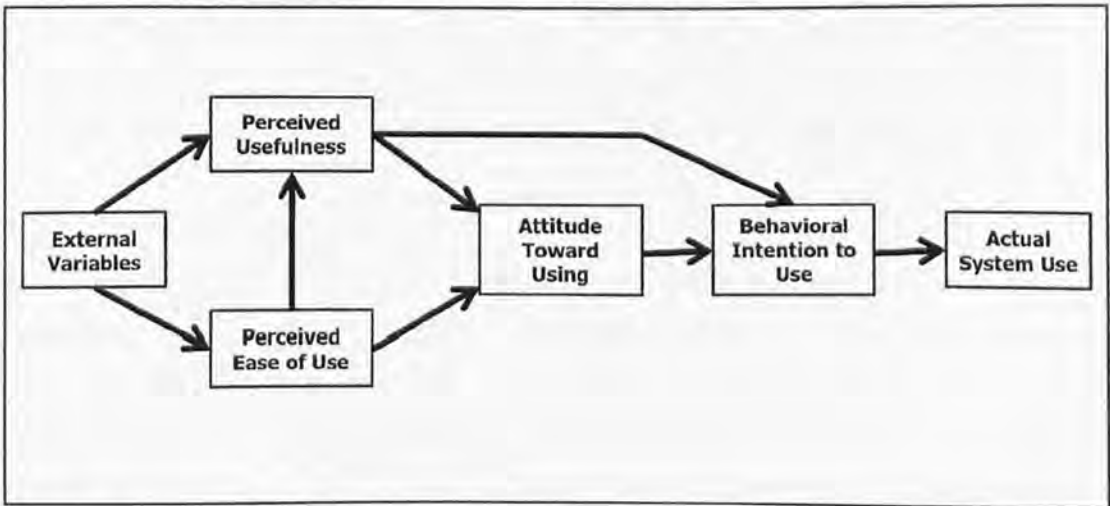 Perceived
Usefulness
External
Variables
Perceived
Ease of Use
Attitude
Toward
Using
Behavioral
Intention to
Use
Actual
System Use